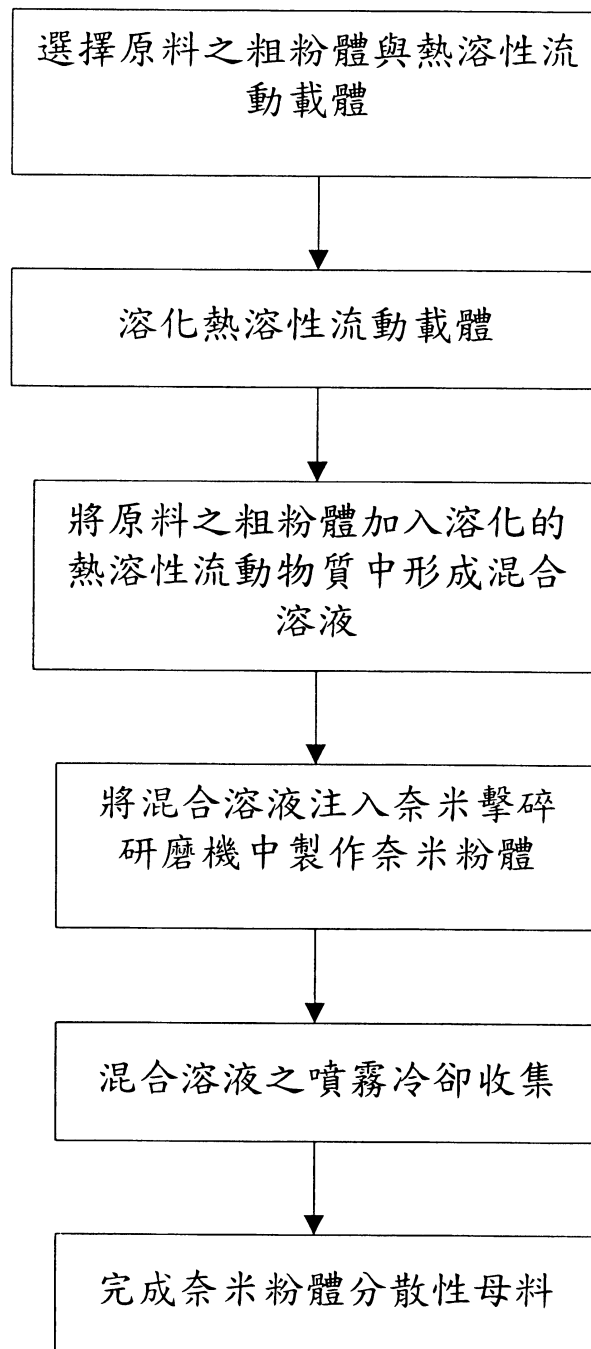 選擇原料之粗粉體與熱溶性流
動載體
溶化熱溶性流動載體
將原料之粗粉體加入溶化的
熱溶性流動物質中形成混合
溶液
將混合溶液注入奈米擊碎
研磨機中製作奈米粉體
混合溶液之噴霧冷卻收集
完成奈米粉體分散性母料